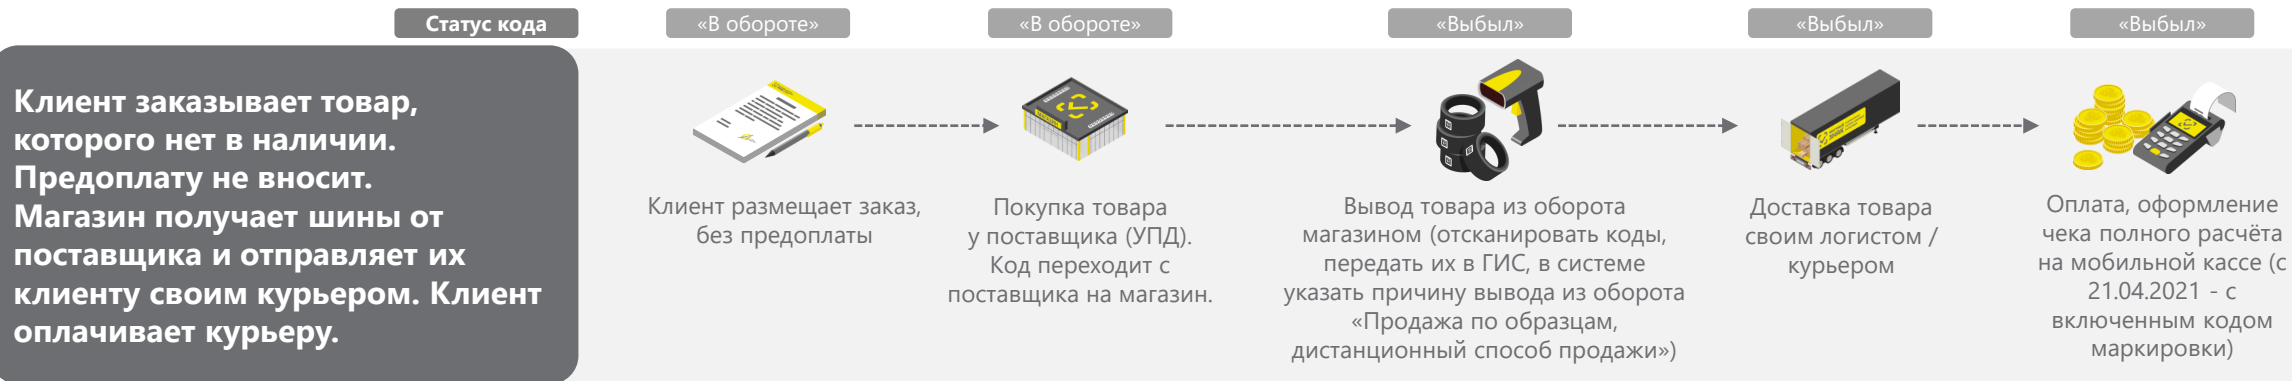 Статус кода
«В обороте»
«В обороте»
«Выбыл»
«Выбыл»
«Выбыл»
Клиент заказывает товар,
которого нет в наличии.
Предоплату не вносит.
Магазин получает шины от
поставщика и отправляет их
клиенту своим курьером. Клиент
оплачивает курьеру.
Клиент размещает заказ,
без предоплаты
Покупка товара
у поставщика (УПД).
Код переходит с
поставщика на магазин.
Вывод товара из оборота
магазином (отсканировать коды,
передать их в ГИС, в системе
указать причину вывода из оборота
«Продажа по образцам,
дистанционный способ продажи»)
Доставка товара
своим логистом /
курьером
Оплата, оформление
чека полного расчёта
на мобильной кассе (с
21.04.2021 - с
включенным кодом
маркировки)